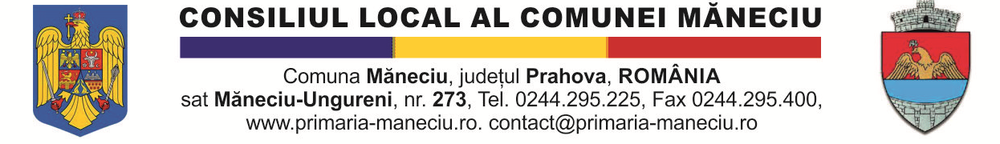 CONSILIUL LOCAL AL COMUNEI MĂNECIU
Comuna Măneciu, județul Prahova, ROMÂNIA
sat Măneciu-Ungureni, nr. 273, Tel. 0244.295.225, Fax 0244.295.400,
www.primaria-maneciu.ro. contact@primaria-maneciu.ro